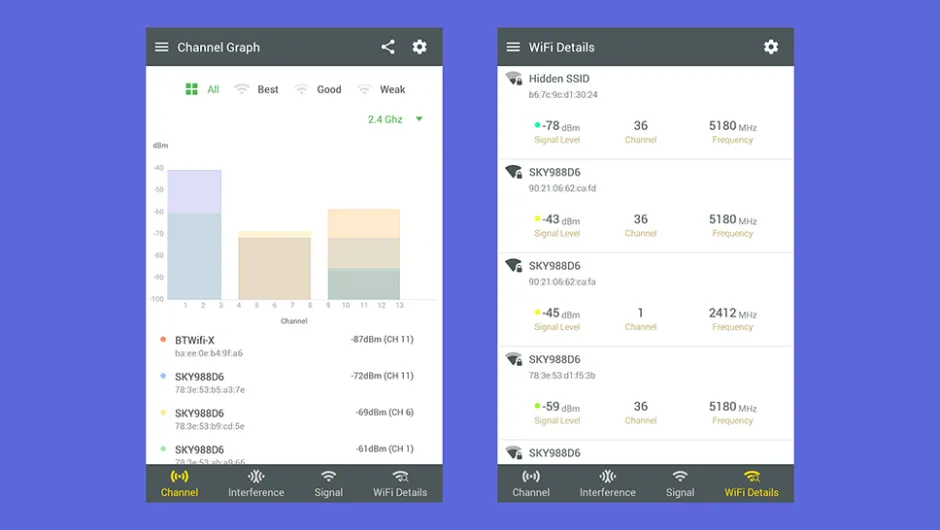 Channel Graph
All Best Good Weak
2.4 Ghz
dBm
-40
-50
-60
-70
-80
-90
-100
1 2 3 4 5 6 7 8 9 10 11 12 13
Channel
BTWifi-X -87dBm (CH 11)
ba:ee:0e:b4:9f:a6
SKY988D6 -72dBm (CH 11)
78:3e:53:b5:a3:7e
SKY988D6 -69dBm (CH 6)
78:3e:53:b9:cd:5e
SKY988D6 -61dBm (CH 1)
78:3e:53:ab:a9:66
Channel Interference Signal WiFi Details
WiFi Details
Hidden SSID
b6:7c:9c:d1:30:24
-78 dBm 36 5180 MHz
Signal Level Channel Frequency
SKY988D6
90:21:06:62:ca:fd
-43 dBm 36 5180 MHz
Signal Level Channel Frequency
SKY988D6
90:21:06:62:ca:fa
-45 dBm 1 2412 MHz
Signal Level Channel Frequency
SKY988D6
78:3e:53:d1:f5:3b
-59 dBm 36 5180 MHz
Signal Level Channel Frequency
SKY988D6
Channel Interference Signal WiFi Details